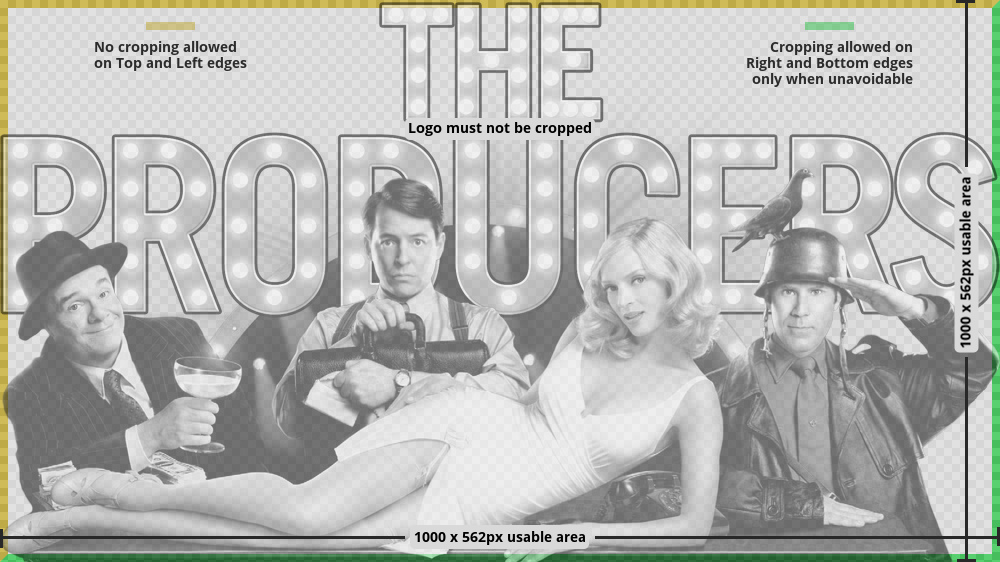 THE
No cropping allowed
on Top and Left edges
Cropping allowed on
Right and Bottom edges
only when unavoidable
Logo must not be cropped
PRODUCERS
1000 x 562px usable area
1000 x 562px usable area